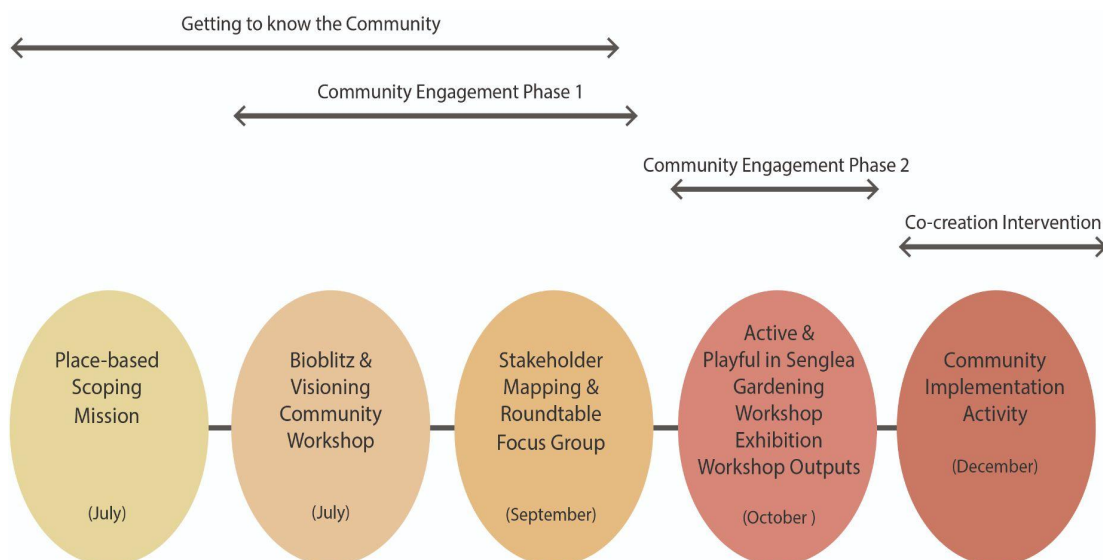 Getting to know the Community
Community Engagement Phase 1
Community Engagement Phase 2
Co-creation Intervention
Place-based
Scoping
Mission
(July)
Bioblitz &
Visioning
Community
Workshop
(July)
Stakeholder
Mapping &
Roundtable
Focus Group
(September)
Active &
Playful in Senglea
Gardening
Workshop
Exhibition
Workshop Outputs
(October )
Community
Implementation
Activity
(December)